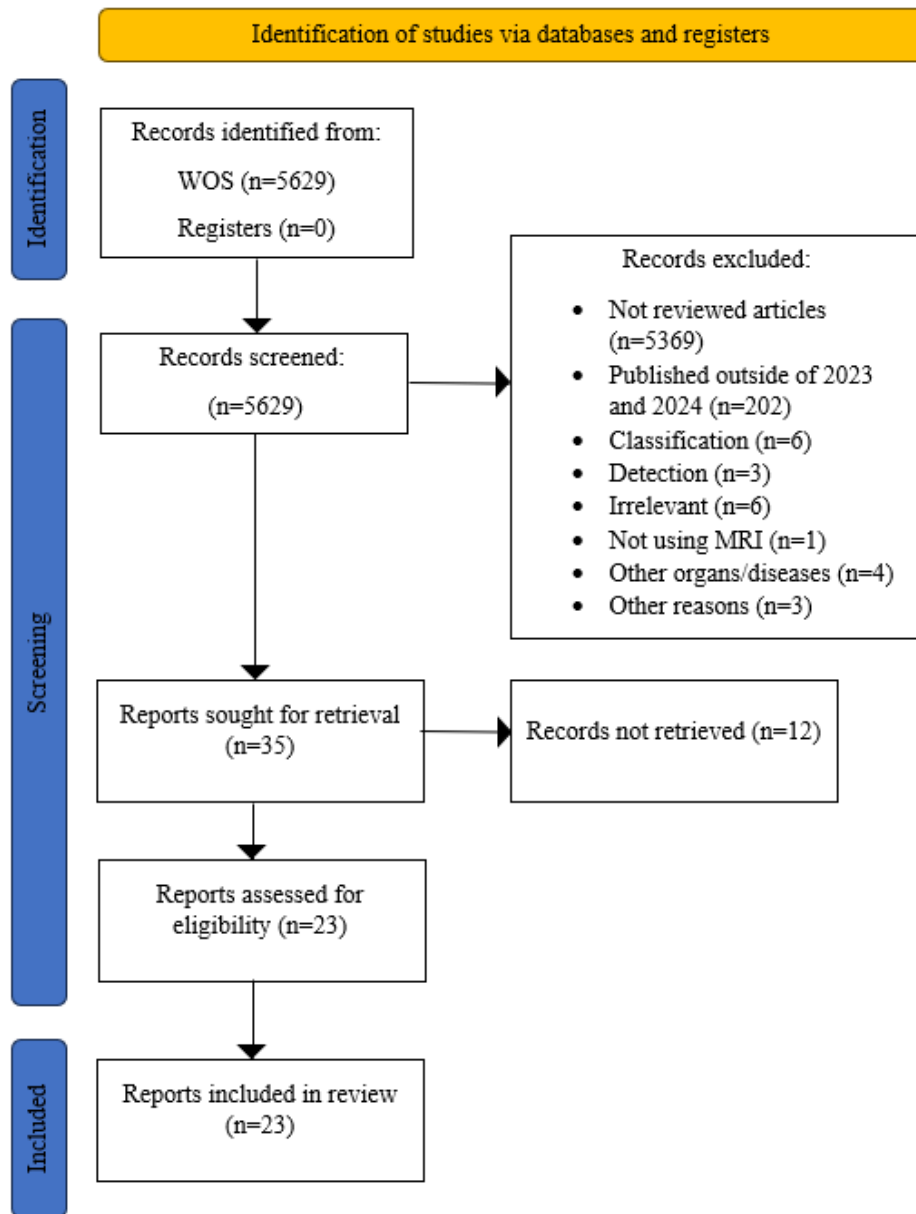 Identification of studies via databases and registers
Identification
Records identified from:
WOS (n=5629)
Registers (n=0)
Screening
Records screened:
(n=5629)
Records excluded:
• Not reviewed articles
(n=5369)
• Published outside of 2023
and 2024 (n=202)
• Classification (n=6)
• Detection (n=3)
• Irrelevant (n=6)
• Not using MRI (n=1)
• Other organs/diseases (n=4)
• Other reasons (n=3)
Reports sought for retrieval
(n=35)
Records not retrieved (n=12)
Reports assessed for
eligibility (n=23)
Included
Reports included in review
(n=23)